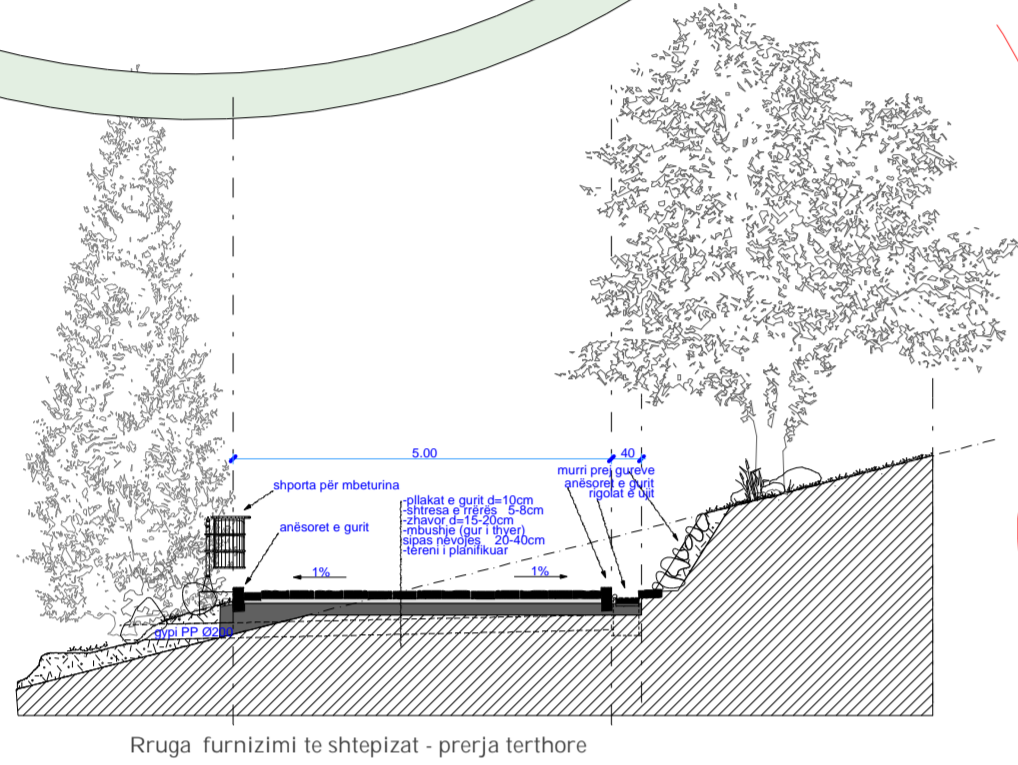 5.00
40
murri prej gureve
anësoret e gurit
rigolat e ujit
shporta për mbeturina
-pllakat e gurit d=10cm
-shtresa e rrërës 5-8cm
-zhavor d=15-20cm
-mbushje (gur i thyer)
sipas nevojës 20-40cm
-tereni i planifikuar
anësoret e gurit
1%
1%
gypi PP Ø200
Rruga furnizimi te shtepizat - prerja terthore